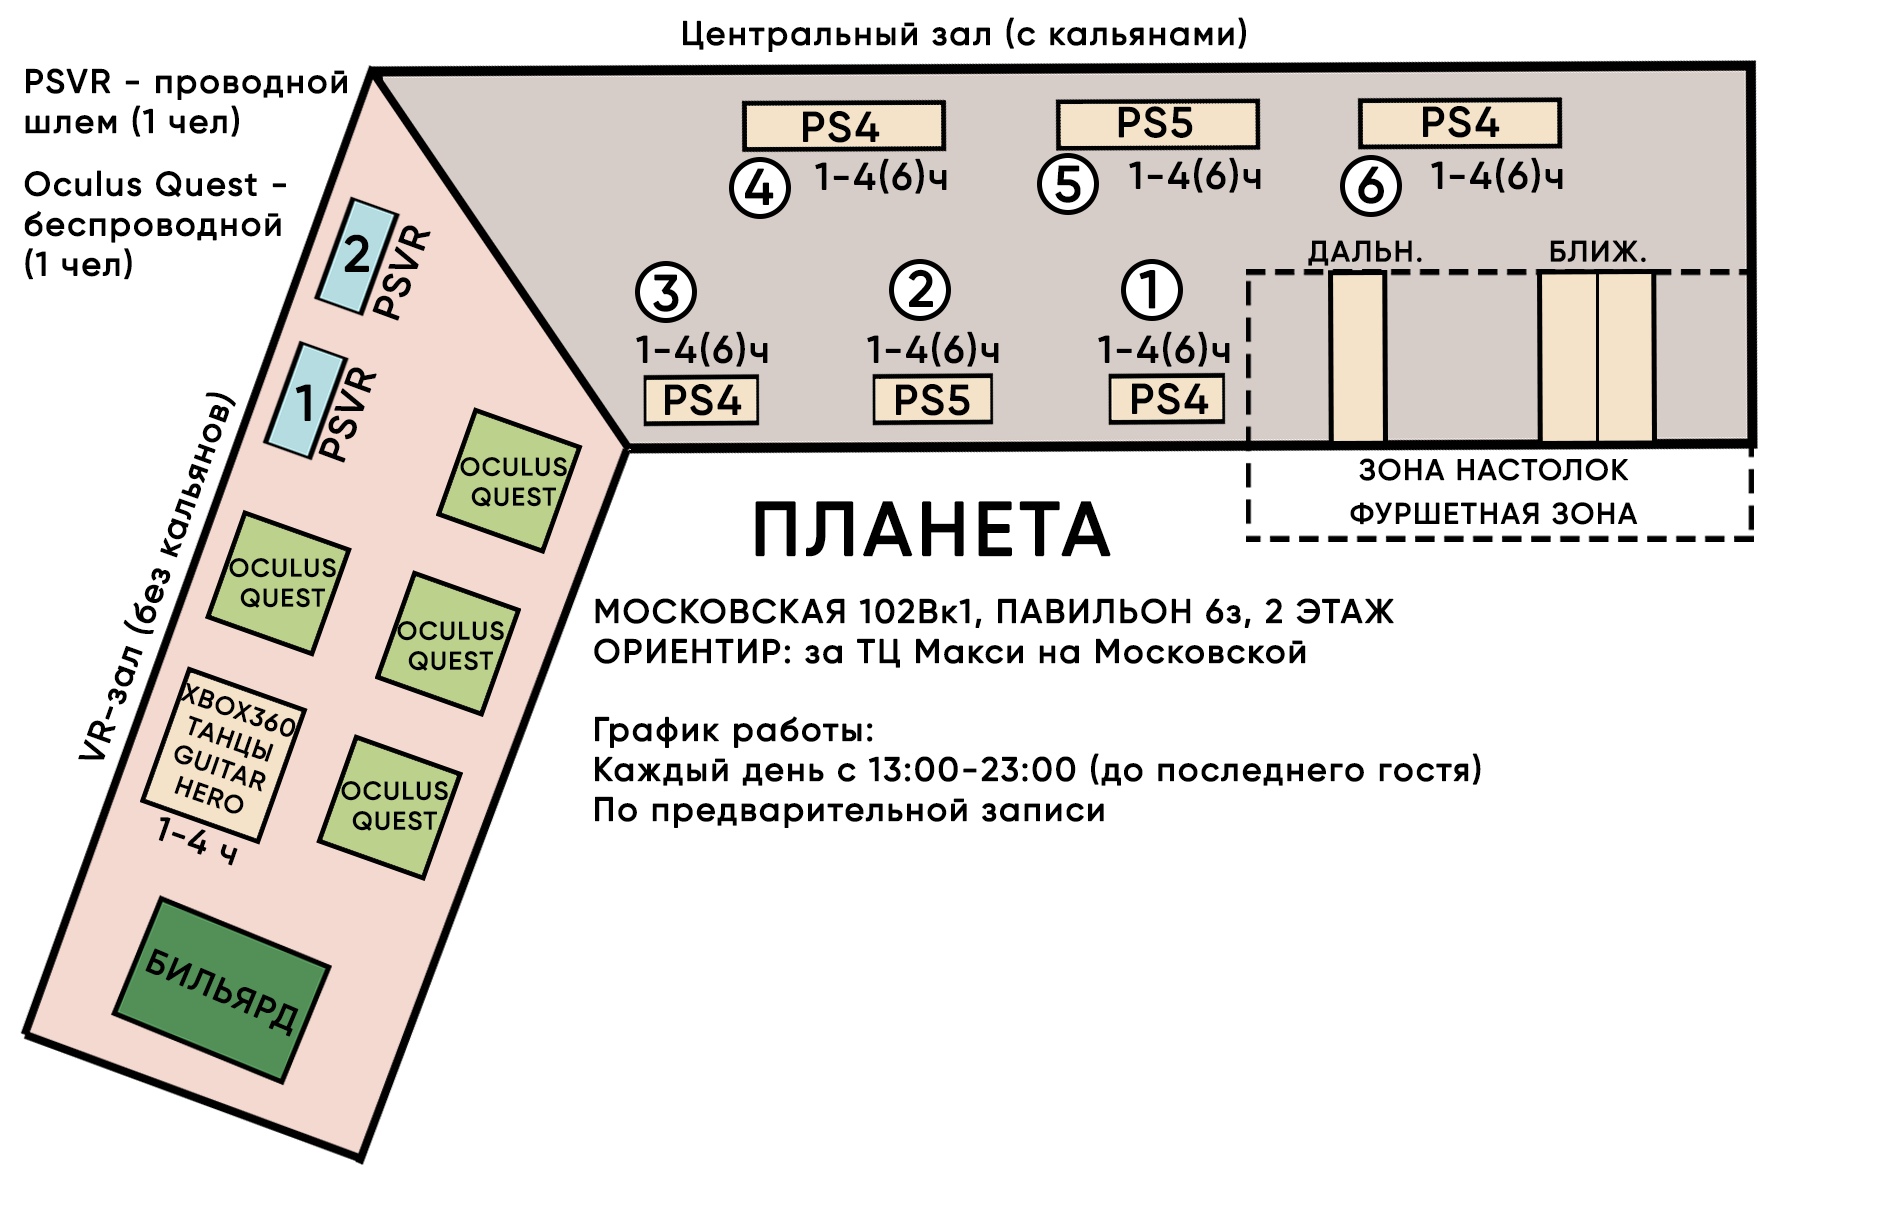 Центральный зал (с кальянами)
PSVR - проводной
шлем (1 чел)
Oculus Quest -
беспроводной
(1 чел)
PS4
4
1-4(6)ч
PS5
5
1-4(6)ч
PS4
6
1-4(6)ч
ДАЛЬН.
БЛИЖ.
3
1-4(6)ч
PS4
2
1-4(6)ч
PS5
1
1-4(6)ч
PS4
ЗОНА НАСТОЛОК
ФУРШЕТНАЯ ЗОНА
2
PSVR
1
PSVR
VR-зал (без кальянов)
OCULUS
QUEST
OCULUS
QUEST
OCULUS
QUEST
XBOX360
ТАНЦЫ
GUITAR
HERO
1-4 ч
OCULUS
QUEST
БИЛЬЯРД
ПЛАНЕТА
МОСКОВСКАЯ 102Вк1, ПАВИЛЬОН 6з, 2 ЭТАЖ
ОРИЕНТИР: за ТЦ Макси на Московской
График работы:
Каждый день с 13:00-23:00 (до последнего гостя)
По предварительной записи